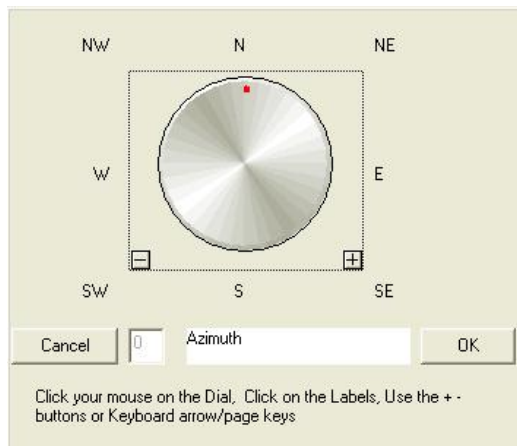 NW N NE
W E
− +
SW S SE
Cancel 0 Azimuth OK
Click your mouse on the Dial, Click on the Labels, Use the + -
buttons or Keyboard arrow/page keys